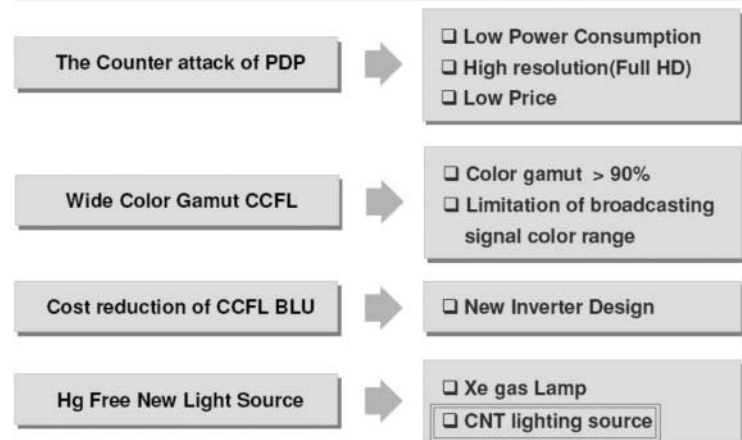 The Counter attack of PDP
❑ Low Power Consumption
❑ High resolution(Full HD)
❑ Low Price
Wide Color Gamut CCFL
❑ Color gamut > 90%
❑ Limitation of broadcasting
signal color range
Cost reduction of CCFL BLU
❑ New Inverter Design
Hg Free New Light Source
❑ Xe gas Lamp
❑ CNT lighting source